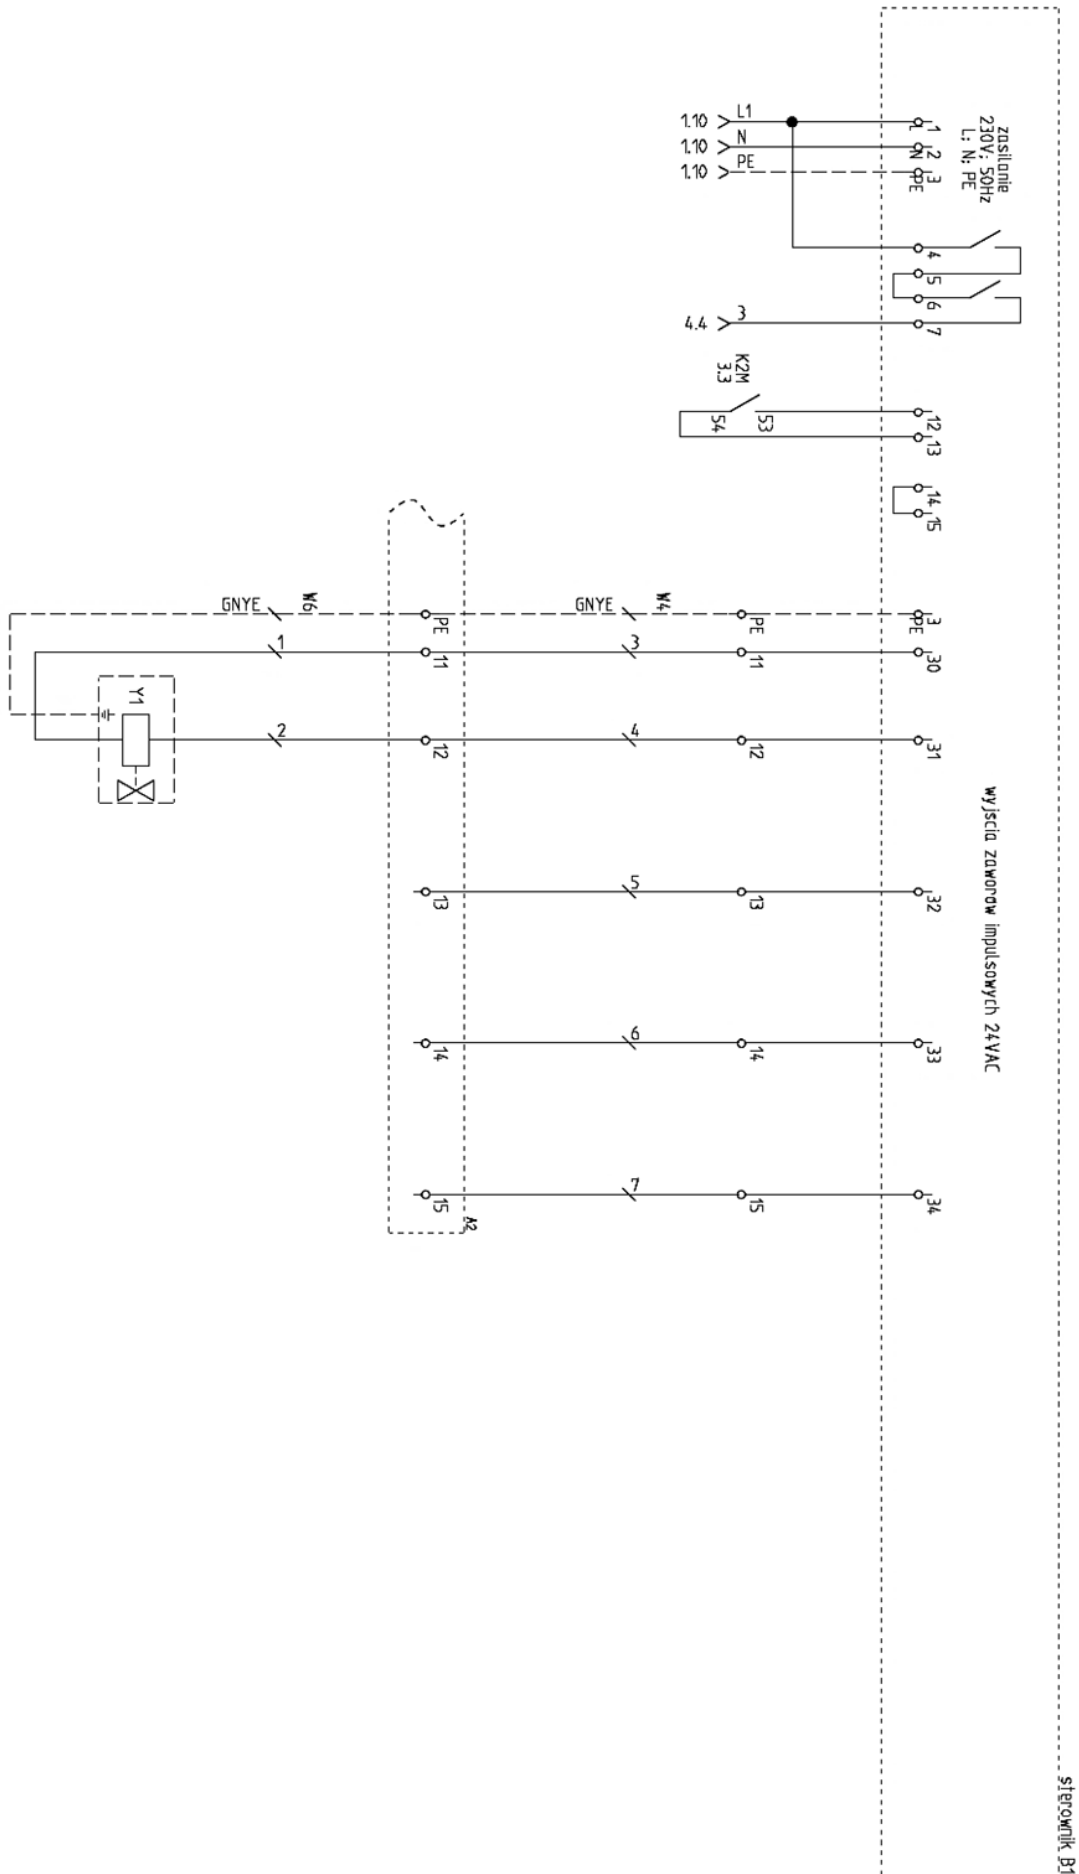 zasilanie
230V; 50Hz
L; N; PE
1.10 L1 1 L
1.10 N 2 N
1.10 PE 3 PE
4
5
6
4.4 3 7
K2M
3.3
54 53
12
13
14
15
GNYE W6 PE GNYE W4 PE 3 PE
1 11 3 11 30
Y1
2 12 4 12 31
wyjscia zaworow impulsowych 24VAC
13 5 13 32
14 6 14 33
15 7 15 34
A2
sterownik B1